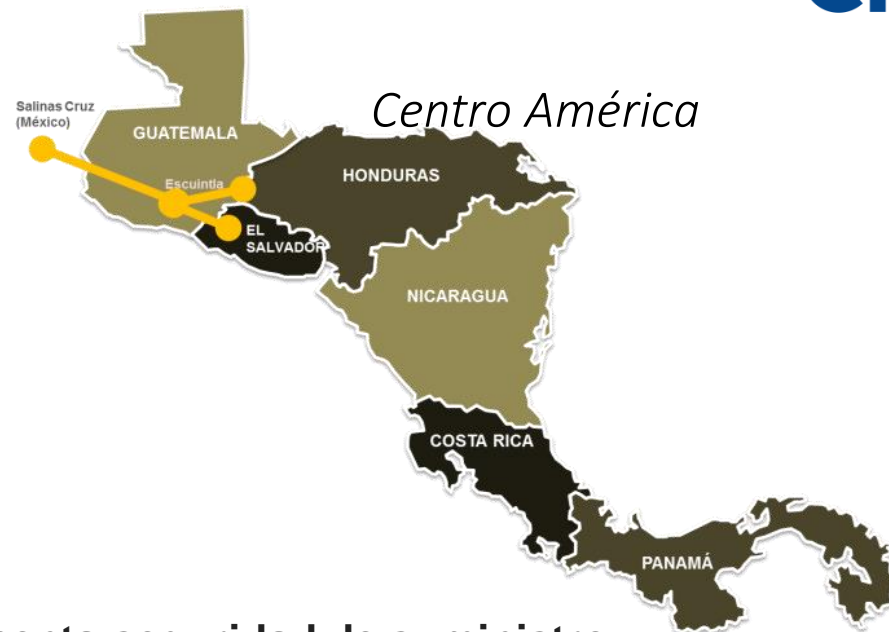 Salinas Cruz
(México)
Centro América
GUATEMALA
Escuintla
HONDURAS
EL
SALVADOR
NICARAGUA
COSTA RICA
PANAMÁ